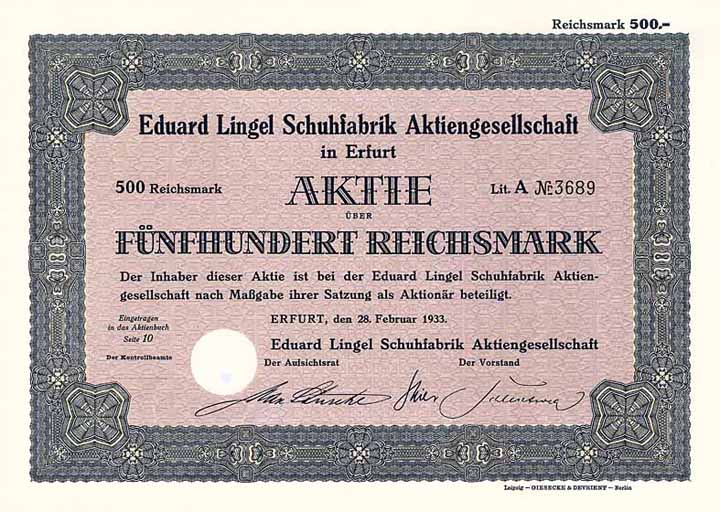 Reichsmark 500,–
Eduard Lingel Schuhfabrik Aktiengesellschaft
in Erfurt
500 Reichsmark
AKTIE
Lit. A №3689
ÜBER
FÜNFHUNDERT REICHSMARK
Der Inhaber dieser Aktie ist bei der Eduard Lingel Schuhfabrik Aktien-
gesellschaft nach Maßgabe ihrer Satzung als Aktionär beteiligt.
Eingetragen
in das Aktienbuch
Seite 10
Der Kontrollbeamte
ERFURT, den 28. Februar 1933.
Eduard Lingel Schuhfabrik Aktiengesellschaft
Der Aufsichtsrat
Der Vorstand
Leipzig – GIESECKE & DEVRIENT – Berlin